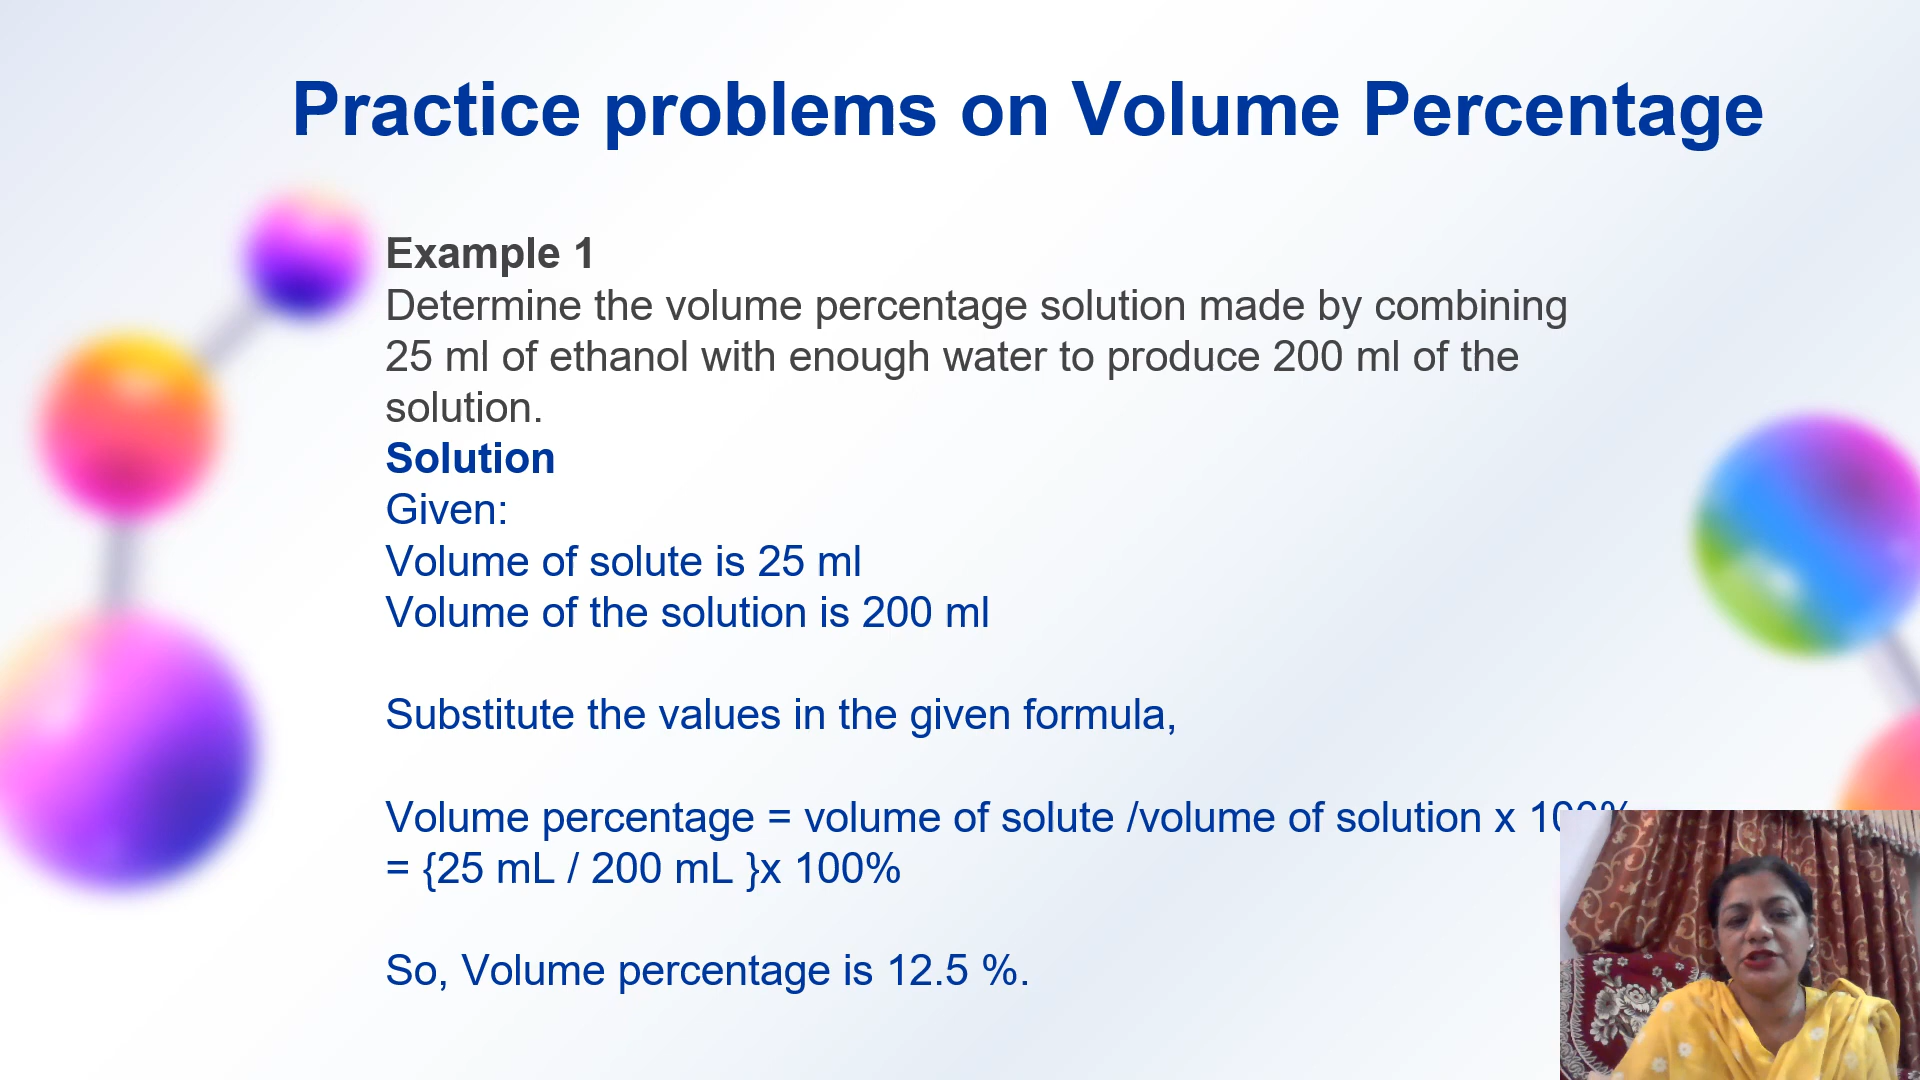 Practice problems on Volume Percentage
Example 1
Determine the volume percentage solution made by combining
25 ml of ethanol with enough water to produce 200 ml of the
solution.
Solution
Given:
Volume of solute is 25 ml
Volume of the solution is 200 ml
Substitute the values in the given formula,
Volume percentage = volume of solute /volume of solution x 100%
= {25 mL / 200 mL }x 100%
So, Volume percentage is 12.5 %.